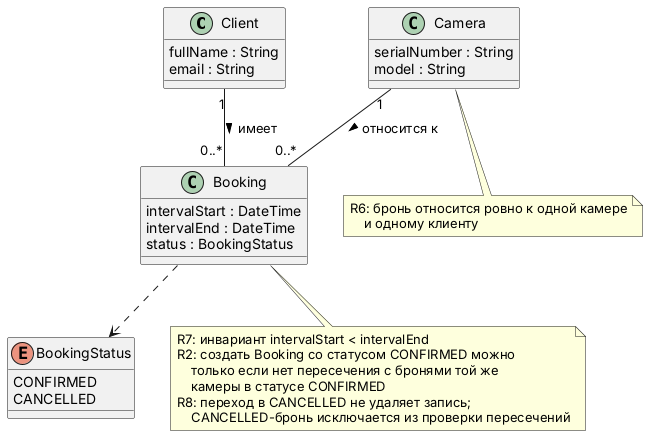 C Client
fullName : String
email : String
C Camera
serialNumber : String
model : String
1
имеет
0..*
1
относится к
0..*
C Booking
intervalStart : DateTime
intervalEnd : DateTime
status : BookingStatus
R6: бронь относится ровно к одной камере
и одному клиенту
E BookingStatus
CONFIRMED
CANCELLED
R7: инвариант intervalStart < intervalEnd
R2: создать Booking со статусом CONFIRMED можно
только если нет пересечения с бронями той же
камеры в статусе CONFIRMED
R8: переход в CANCELLED не удаляет запись;
CANCELLED-бронь исключается из проверки пересечений